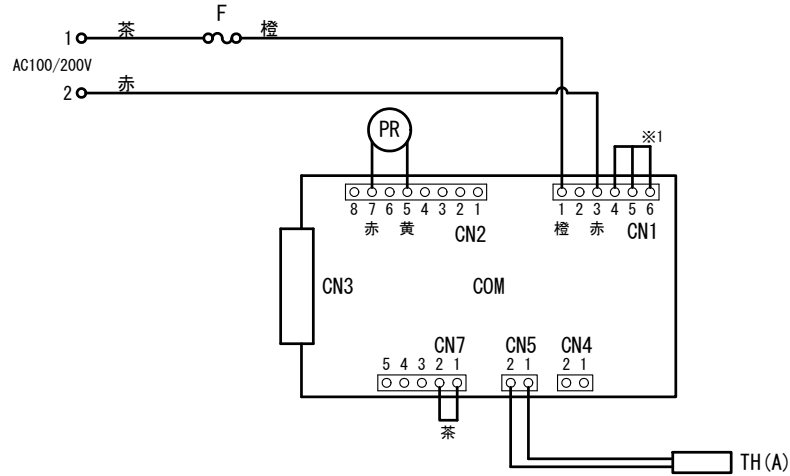 F
1 茶 橙
AC100/200V
2 赤
PR
※1
8 7 6 5 4 3 2 1
赤 黄
CN2
1 2 3 4 5 6
橙 赤
CN1
CN3
COM
CN7
5 4 3 2 1
茶
CN5
2 1
CN4
2 1
TH(A)